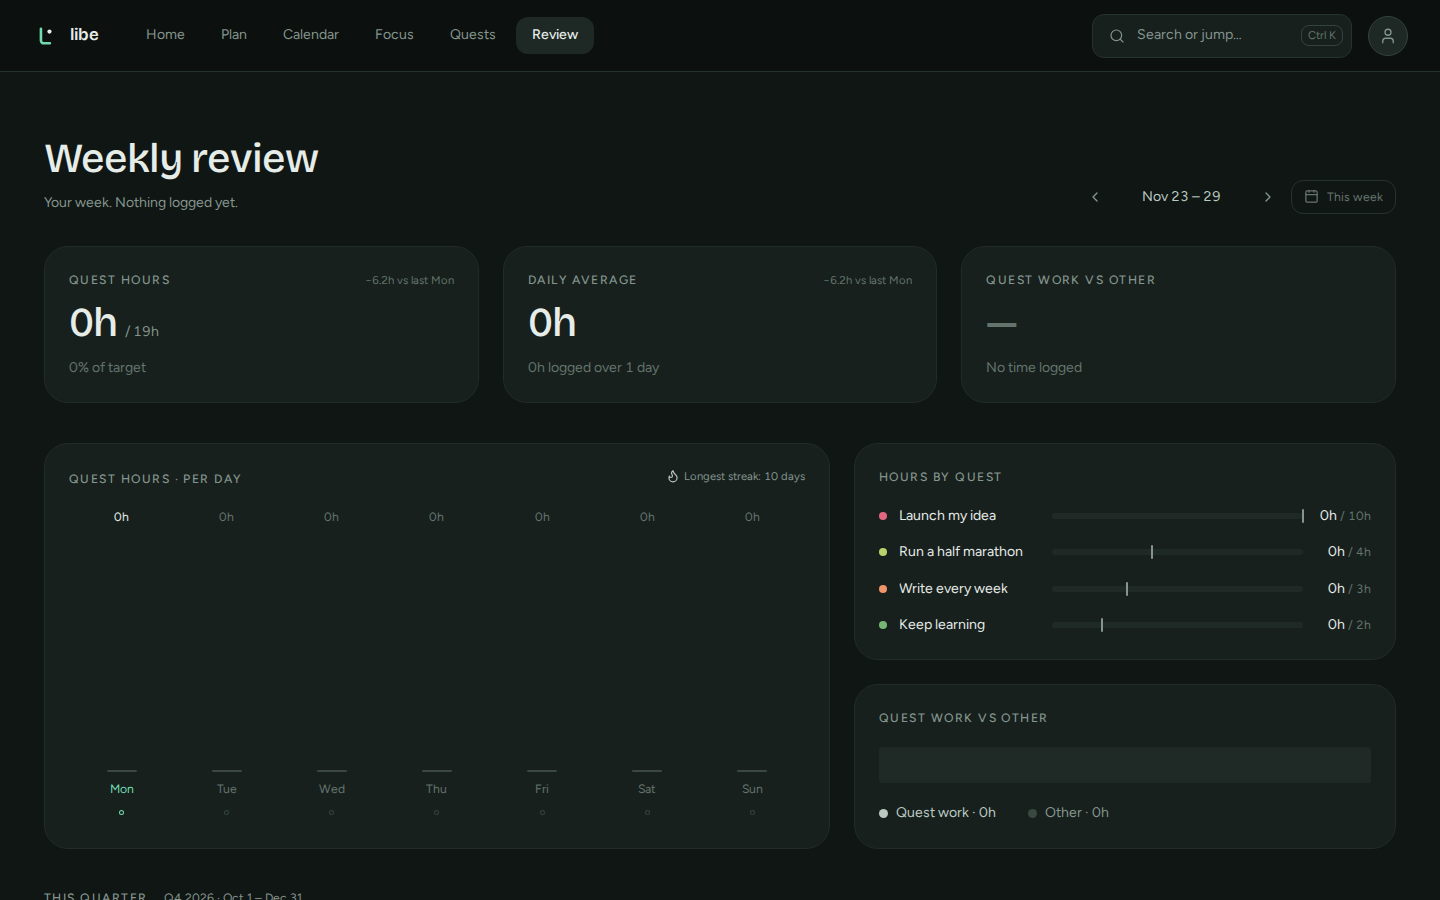 libe
Home
Plan
Calendar
Focus
Quests
Review
Search or jump...
Ctrl K
Weekly review
Your week. Nothing logged yet.
Nov 23 – 29
This week
QUEST HOURS
−6.2h vs last Mon
0h / 19h
0% of target
DAILY AVERAGE
−6.2h vs last Mon
0h
0h logged over 1 day
QUEST WORK VS OTHER
—
No time logged
QUEST HOURS · PER DAY
Longest streak: 10 days
0h 0h 0h 0h 0h 0h 0h
Mon Tue Wed Thu Fri Sat Sun
HOURS BY QUEST
Launch my idea 0h / 10h
Run a half marathon 0h / 4h
Write every week 0h / 3h
Keep learning 0h / 2h
QUEST WORK VS OTHER
Quest work · 0h
Other · 0h
THIS QUARTER Q4 2026 · Oct 1 – Dec 31